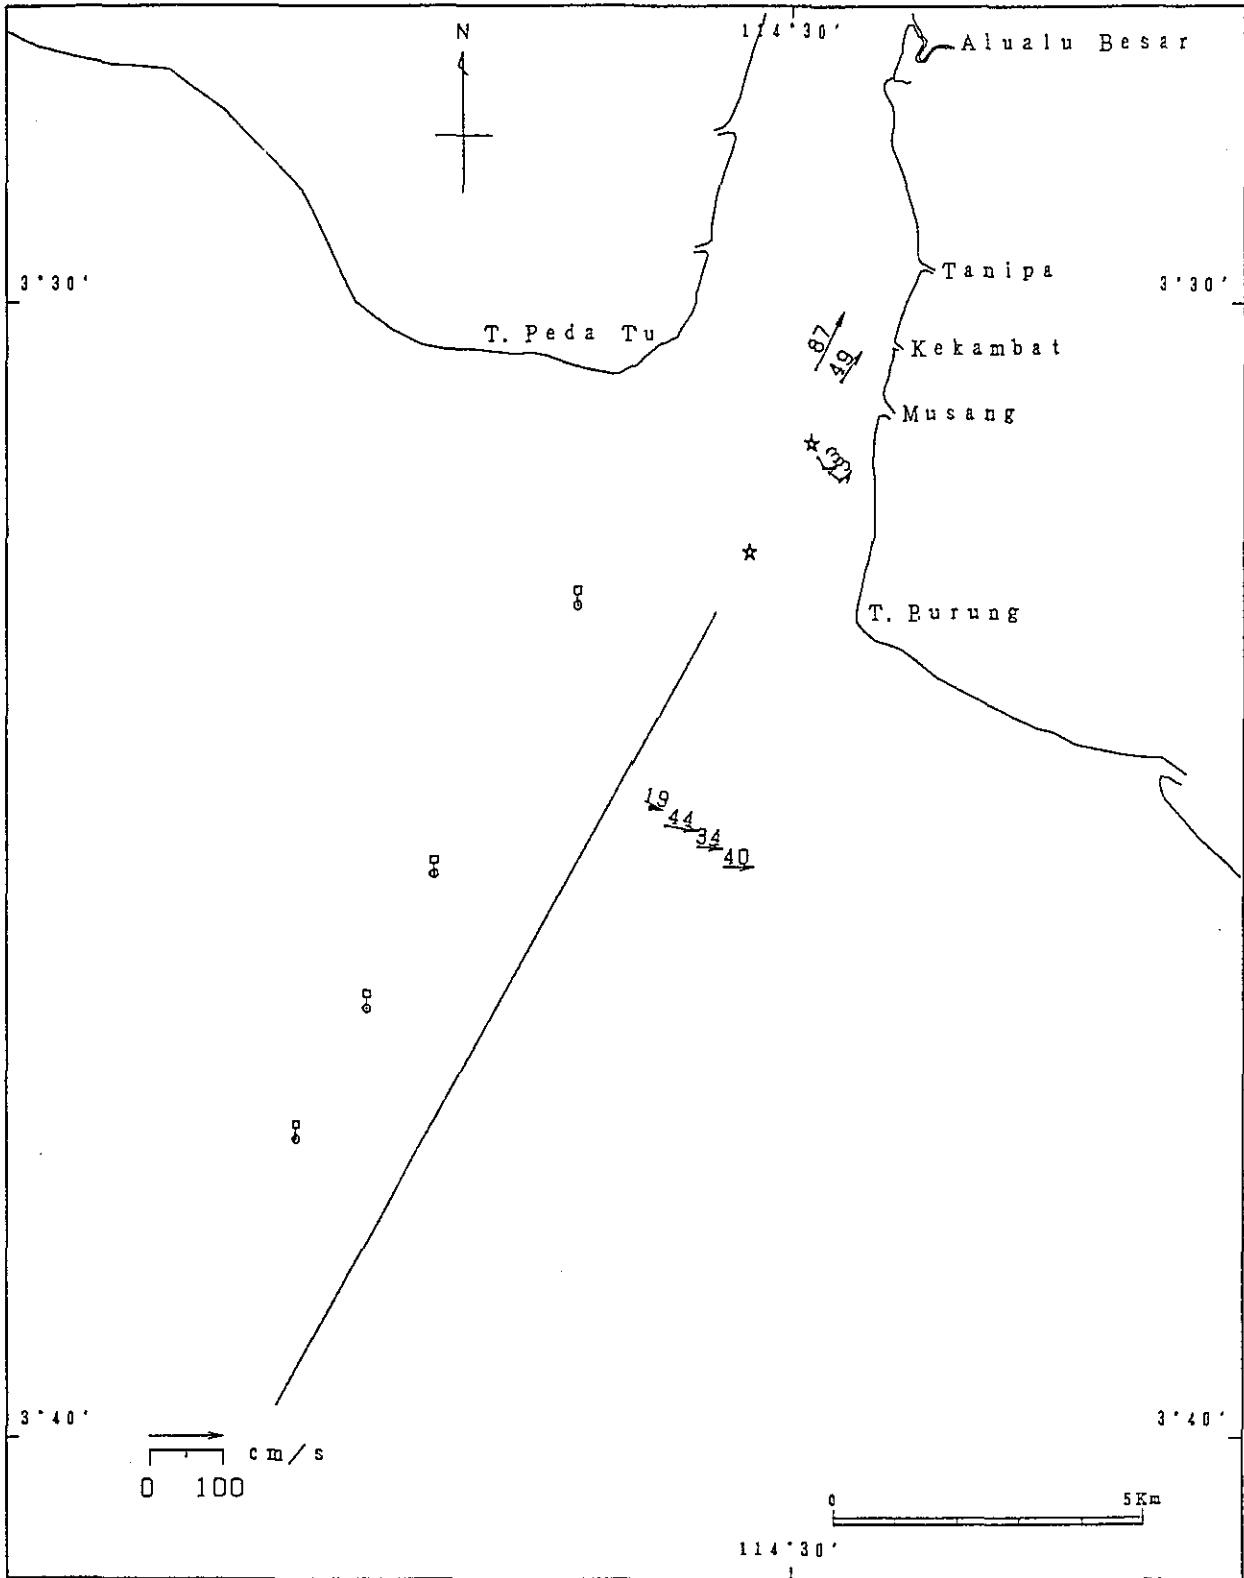 114°30'
N
Alualu Besar
Tanipa
3°30'
3°30'
T. Peda Tu
87
Kekambat
49
Musang
33
T. Burung
19
44
34
40
3°40'
3°40'
cm/s
0 100
0 5Km
114°30'